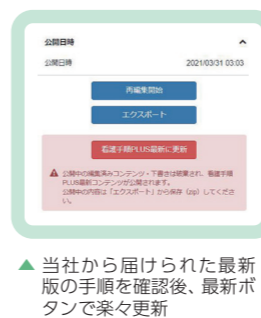 公開日時
公開日時 2021/03/31 03:03
再編集開始
エクスポート
看護手順PLUS最新に更新
公開中の編集済みコンテンツ・下書きは破棄され、看護手順
PLUS最新コンテンツが公開されます。
公開中の内容は「エクスポート」から保存 (zip) してくださ
い。
▲ 当社から届けられた最新
版の手順を確認後、最新ボ
タンで楽々更新